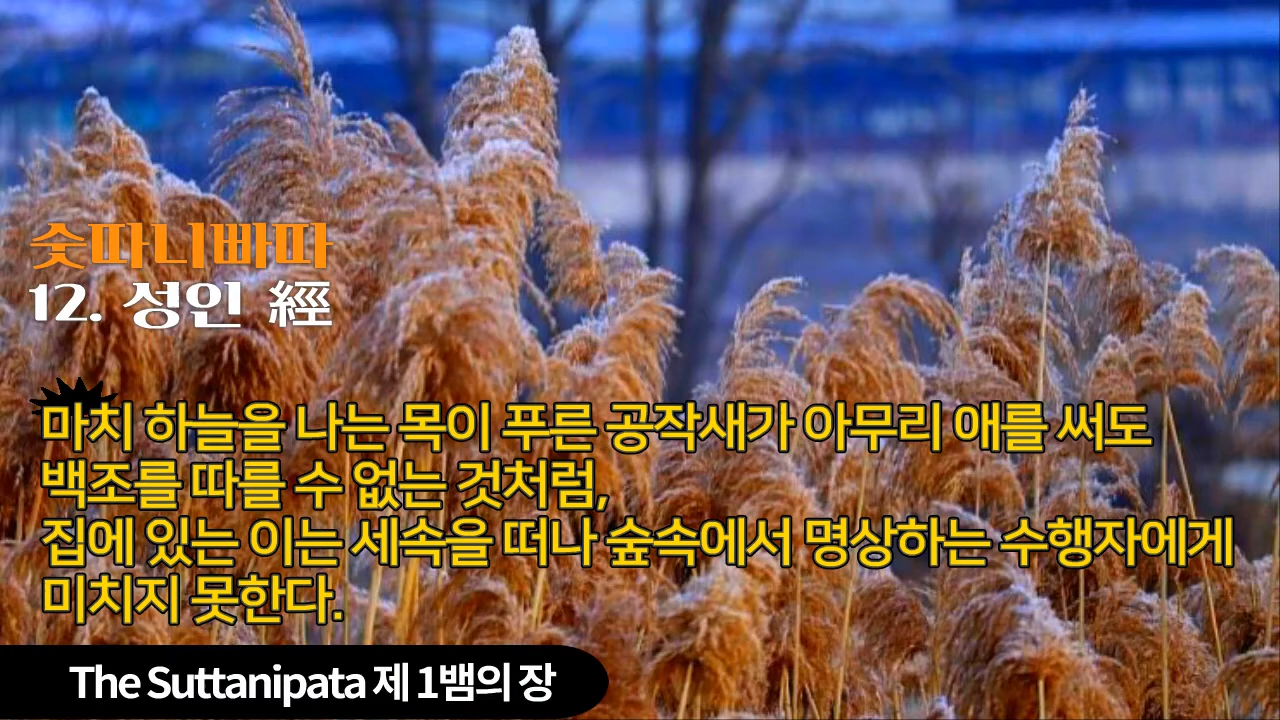 숫따니빠따
12. 성인 經
마치 하늘을 나는 목이 푸른 공작새가 아무리 애를 써도
백조를 따를 수 없는 것처럼,
집에 있는 이는 세속을 떠나 숲속에서 명상하는 수행자에게
미치지 못한다.
The Suttanipata 제 1뱀의 장